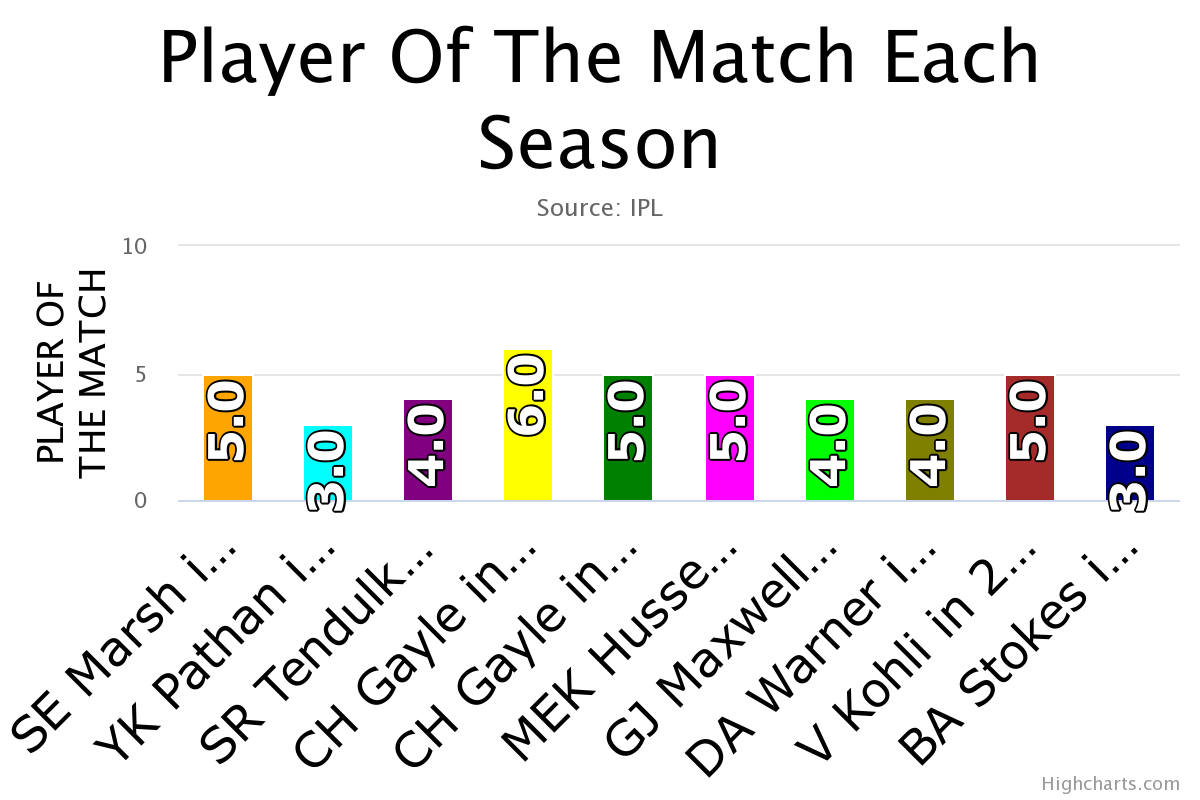 Player Of The Match Each
Season
Source: IPL
PLAYER OF
THE MATCH
10
5
0
5.0
3.0
4.0
6.0
5.0
5.0
4.0
4.0
5.0
3.0
SE Marsh i...
YK Pathan i...
SR Tendulk...
CH Gayle in...
CH Gayle in...
MEK Husse...
GJ Maxwell...
DA Warner i...
V Kohli in 2...
BA Stokes i...
Highcharts.com